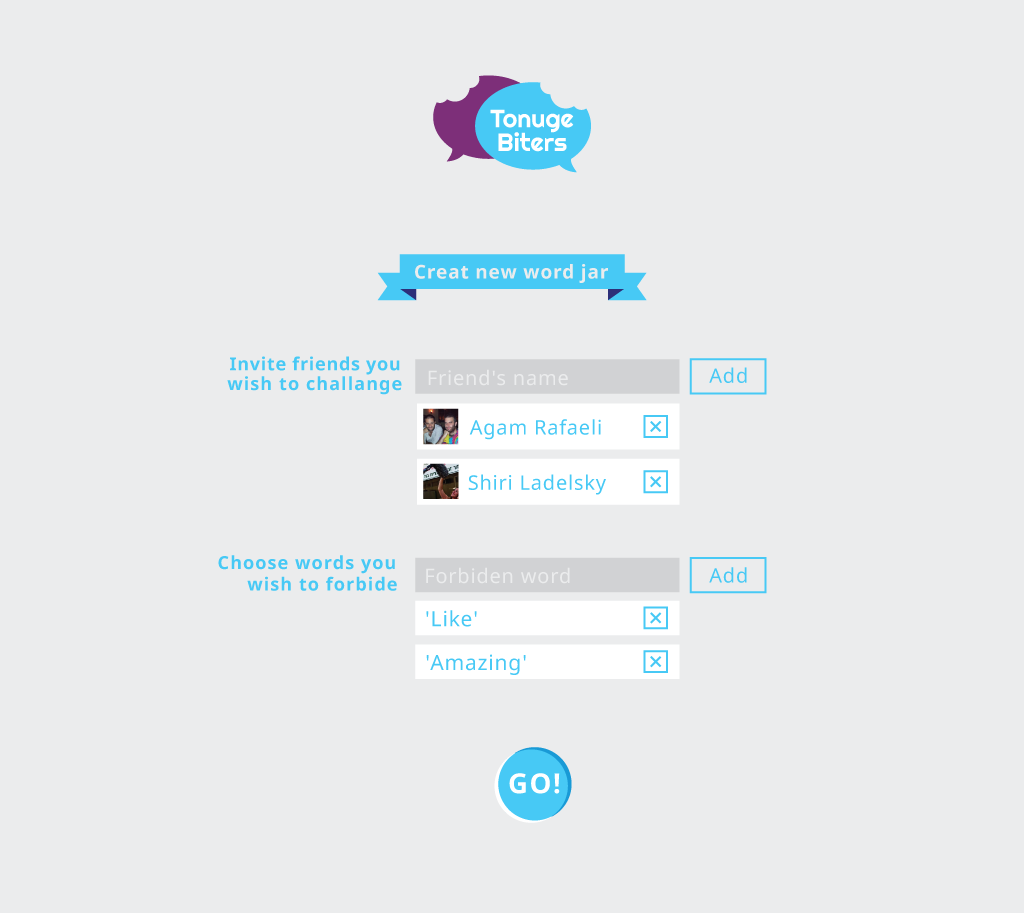 Tonuge
Biters
Creat new word jar
Invite friends you
wish to challange
Friend's name
Add
Agam Rafaeli
Shiri Ladelsky
Choose words you
wish to forbide
Forbiden word
Add
'Like'
'Amazing'
GO!